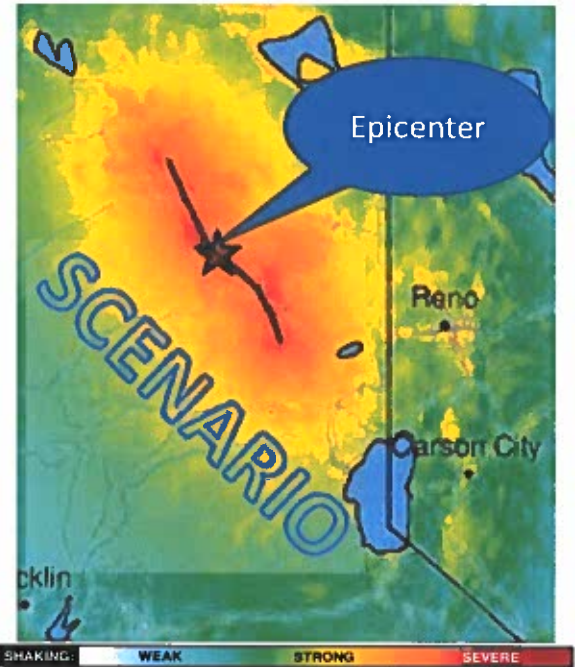 Epicenter
SCENARIO
Reno
Carson City
cklin
SHAKING: WEAK STRONG SEVERE